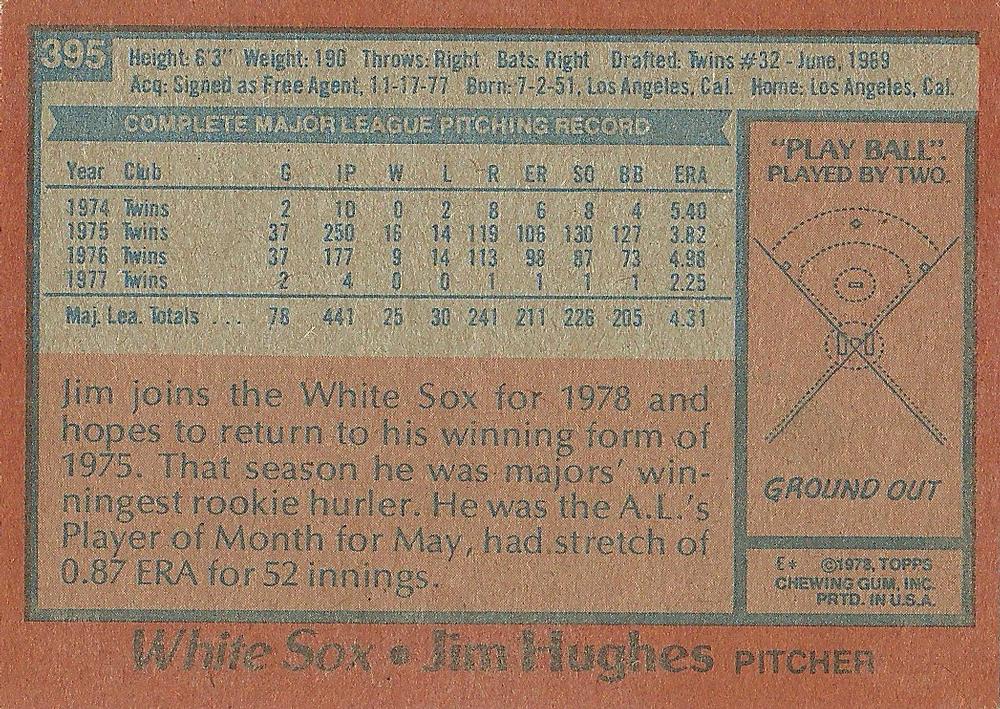 395
Height: 6'3" Weight: 190 Throws: Right Bats: Right Drafted: Twins #32 - June, 1969
Acq: Signed as Free Agent, 11-17-77 Born: 7-2-51, Los Angeles, Cal. Home: Los Angeles, Cal.
COMPLETE MAJOR LEAGUE PITCHING RECORD
Year Club G IP W L R ER SO BB ERA
1974 Twins 2 10 0 2 8 6 8 4 5.40
1975 Twins 37 250 16 14 119 106 130 127 3.82
1976 Twins 37 177 9 14 113 98 87 73 4.98
1977 Twins 2 4 0 0 1 1 1 1 2.25
Maj. Lea. Totals ... 78 441 25 30 241 211 226 205 4.31
Jim joins the White Sox for 1978 and
hopes to return to his winning form of
1975. That season he was majors' win-
ningest rookie hurler. He was the A.L.'s
Player of Month for May, had stretch of
0.87 ERA for 52 innings.
"PLAY BALL".
PLAYED BY TWO.
GROUND OUT
E* ©1978, TOPPS
CHEWING GUM, INC.
PRTD. IN U.S.A.
White Sox • Jim Hughes PITCHER